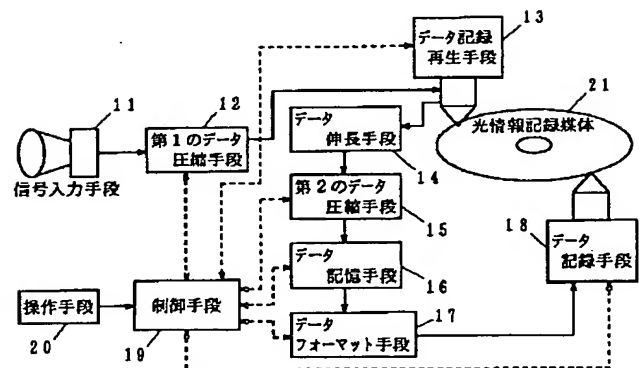 13
データ記録
再生手段
11
12
21
第1のデータ
圧縮手段
光情報記録媒体
データ
伸長手段
14
信号入力手段
第2のデータ
圧縮手段
15
18
データ
記録手段
データ
記憶手段
16
操作手段
制御手段
17
データ
フォーマット手段
20
19